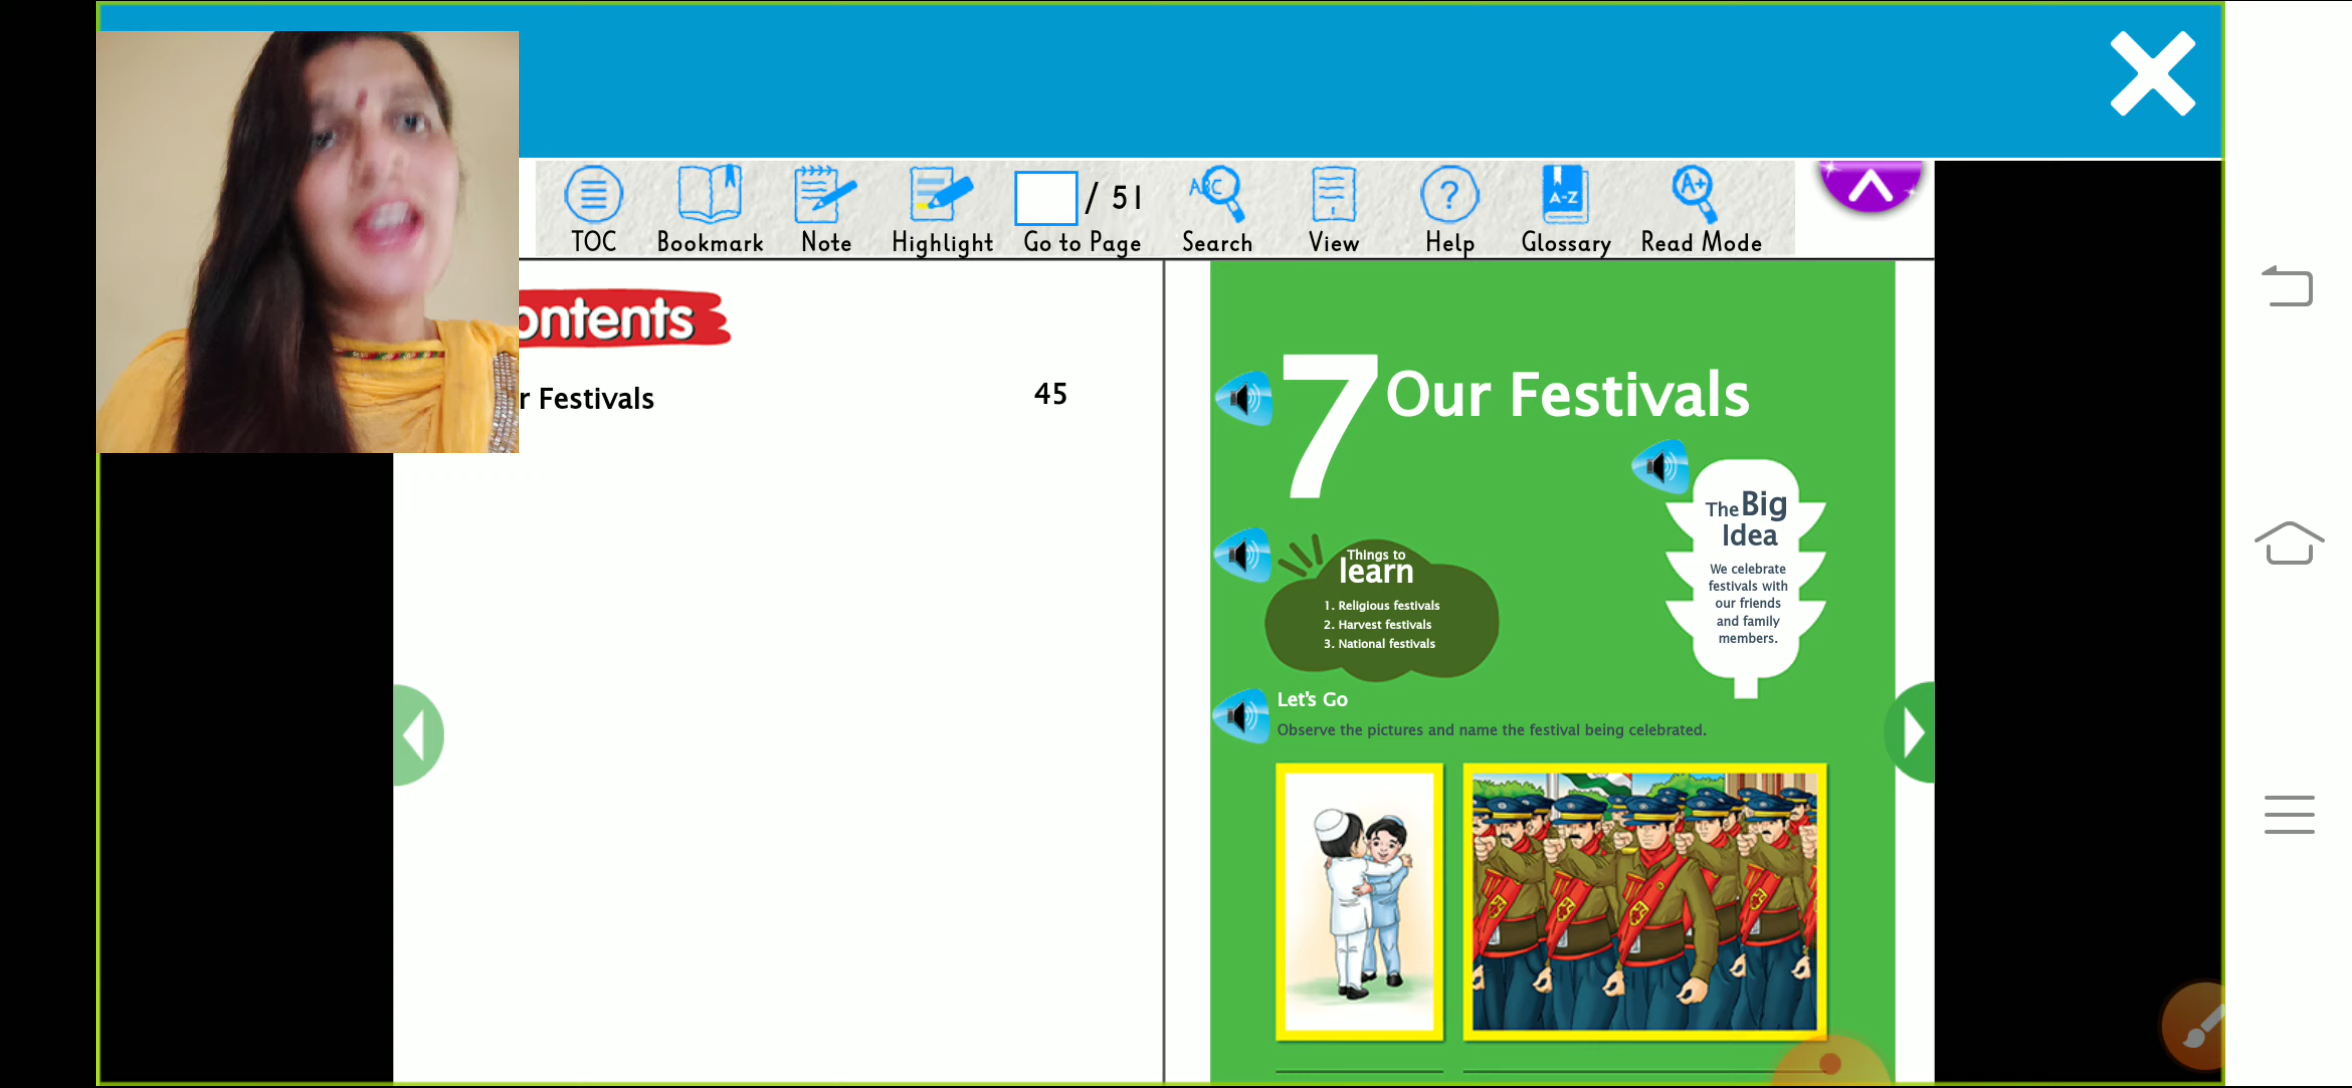 TOC
Bookmark
Note
Highlight
/ 51
Go to Page
ABC
Search
View
?
Help
A-Z
Glossary
A+
Read Mode
ontents
r Festivals 45
7 Our Festivals
The Big
Idea
We celebrate
festivals with
our friends
and family
members.
Things to
learn
1. Religious festivals
2. Harvest festivals
3. National festivals
Let's Go
Observe the pictures and name the festival being celebrated.